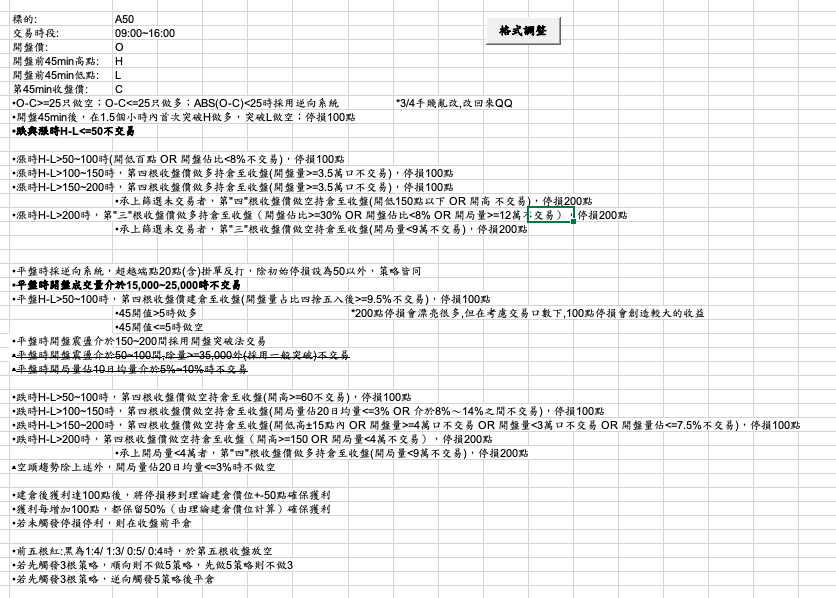 標的: A50
交易時段: 09:00~16:00
格式調整
開盤價: O
開盤前45min高點: H
開盤前45min低點: L
第45min收盤價: C
•O-C>=25只做空；O-C<=25只做多；ABS(O-C)<25時採用逆向系統 *3/4手賤亂改,改回來QQ
•開盤45min後，在1.5個小時內首次突破H做多，突破L做空；停損100點
•跌與漲時H-L<=50不交易
•漲時H-L>50~100時(開低百點 OR 開盤佔比<8%不交易)，停損100點
•漲時H-L>100~150時，第四根收盤價做多持倉至收盤(開盤量>=3.5萬口不交易)，停損100點
•漲時H-L>150~200時，第四根收盤價做多持倉至收盤(開盤量>=3.5萬口不交易)，停損100點
•承上篩選未交易者，第"四"根收盤價做空持倉至收盤(開低150點以下 OR 開高 不交易)，停損200點
•漲時H-L>200時，第"三"根收盤價做多持倉至收盤（開盤佔比>=30% OR 開盤佔比<8% OR 開局量>=12萬不交易），停損200點
•承上篩選未交易者，第"三"根收盤價做空持倉至收盤(開局量<9萬不交易)，停損200點
•平盤時採逆向系統，超越端點20點(含)掛單反打，除初始停損設為50以外，策略皆同
•平盤時開盤成交量介於15,000~25,000時不交易
•平盤H-L>50~100時，第四根收盤價建倉至收盤(開盤量占比四捨五入後>=9.5%不交易)，停損100點
•45開值>5時做多 *200點停損會漂亮很多,但在考慮交易口數下,100點停損會創造較大的收益
•45開值<=5時做空
•平盤時開盤震盪介於150~200間採用開盤突破法交易
•平盤時開盤震盪介於50~100間,除量>=35,000外(採用一般突破)不交易
•平盤時開局量佔10日均量介於5%~10%時不交易
•跌時H-L>50~100時，第四根收盤價做空持倉至收盤(開高>=60不交易)，停損100點
•跌時H-L>100~150時，第四根收盤價做空持倉至收盤(開局量佔20日均量<=3% OR 介於8%～14%之間不交易)，停損100點
•跌時H-L>150~200時，第四根收盤價做空持倉至收盤(開低高±15點內 OR 開盤量>=4萬口不交易 OR 開盤量<3萬口不交易 OR 開盤量佔<=7.5%不交易)，停損100點
•跌時H-L>200時，第四根收盤價做空持倉至收盤（開高>=150 OR 開局量<4萬不交易），停損200點
•承上開局量<4萬者，第"四"根收盤價做多持倉至收盤(開局量<9萬不交易)，停損200點
•空頭趨勢除上述外，開局量佔20日均量<=3%時不做空
•建倉後獲利達100點後，將停損移到理論建倉價位+-50點確保獲利
•獲利每增加100點，都保留50%（由理論建倉價位計算）確保獲利
•若未觸發停損停利，則在收盤前平倉
•前五根紅:黑為1:4/ 1:3/ 0:5/ 0:4時，於第五根收盤放空
•若先觸發3根策略，順向則不做5策略，先做5策略則不做3
•若先觸發3根策略，逆向觸發5策略後平倉